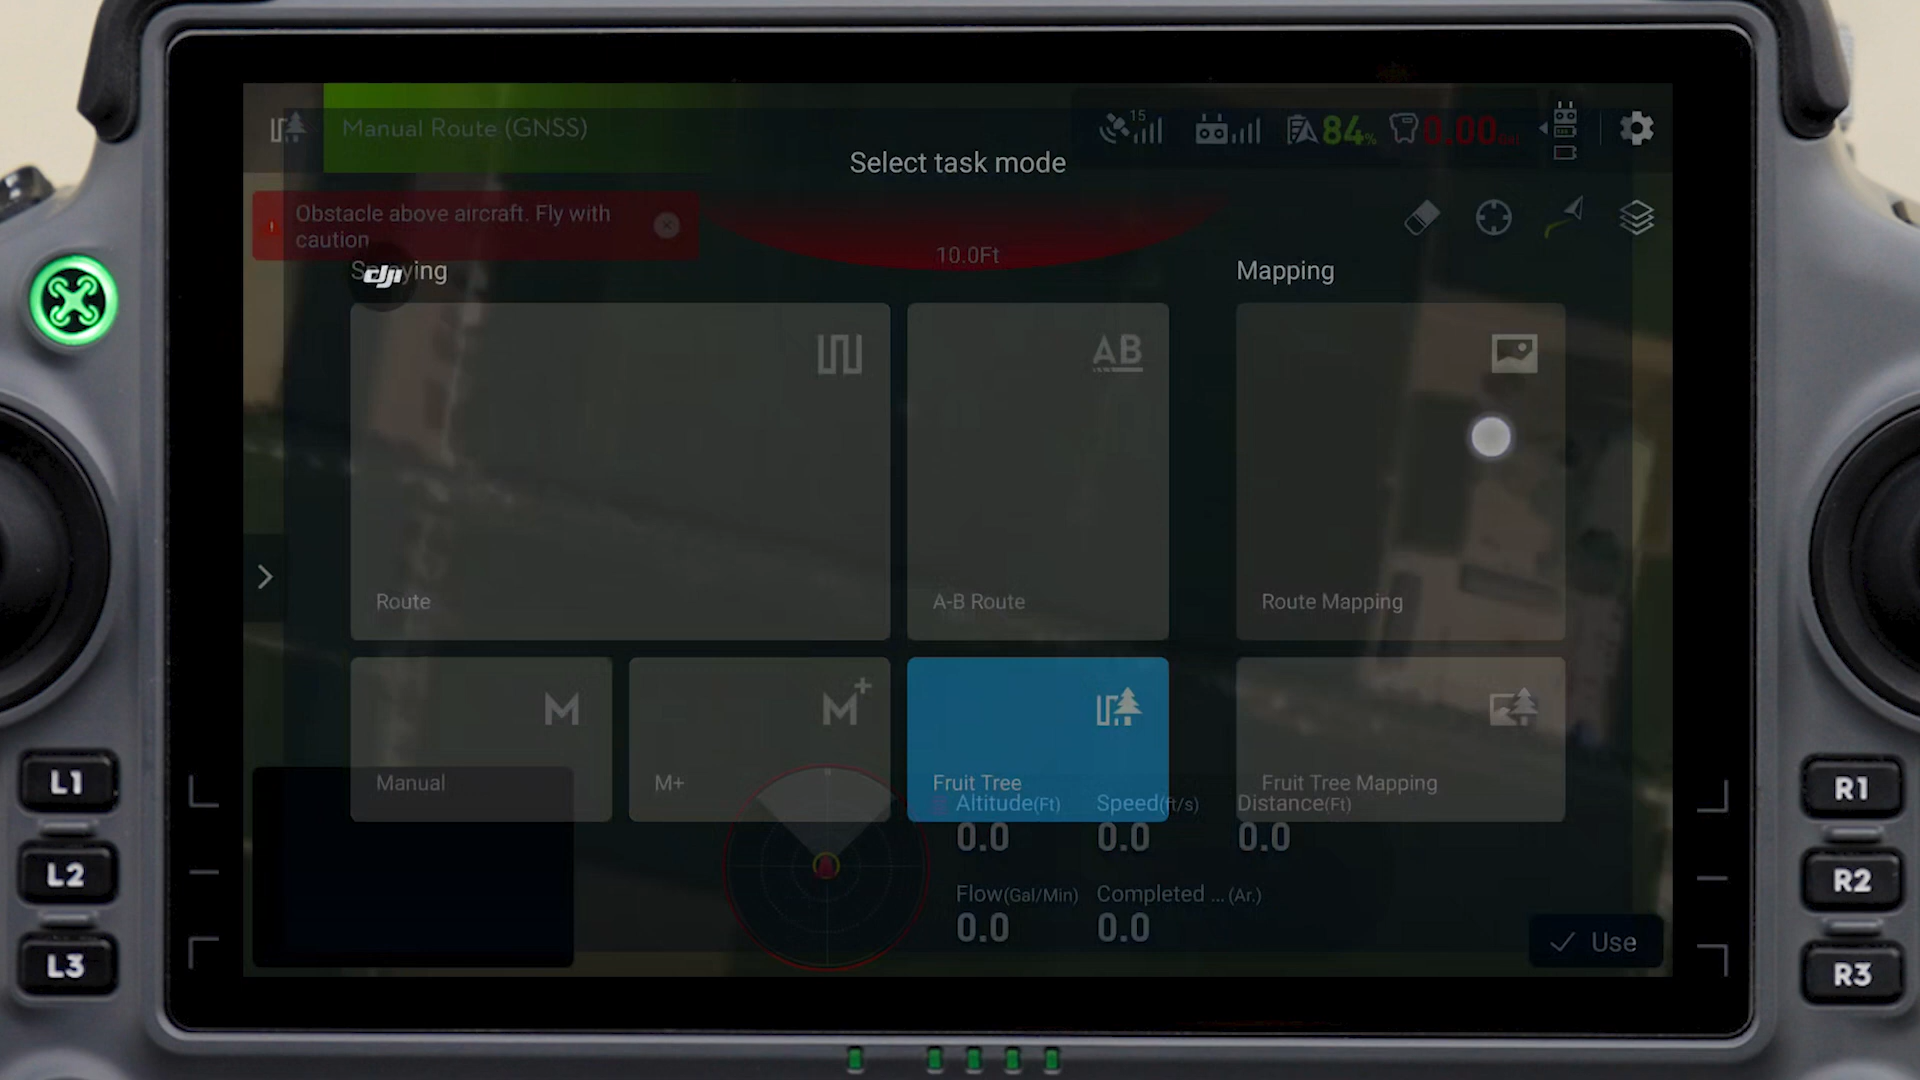 Manual Route (GNSS)
15
84%
0.00
Select task mode
Obstacle above aircraft. Fly with
caution
10.0Ft
Spraying
dji
Mapping
AB
Route
A-B Route
Route Mapping
M
M+
Manual
M+
Fruit Tree
Fruit Tree Mapping
Altitude(Ft)
Speed(ft/s)
Distance(Ft)
0.0
0.0
0.0
Flow(Gal/Min)
Completed ... (Ar.)
0.0
0.0
Use
L1
L2
L3
R1
R2
R3